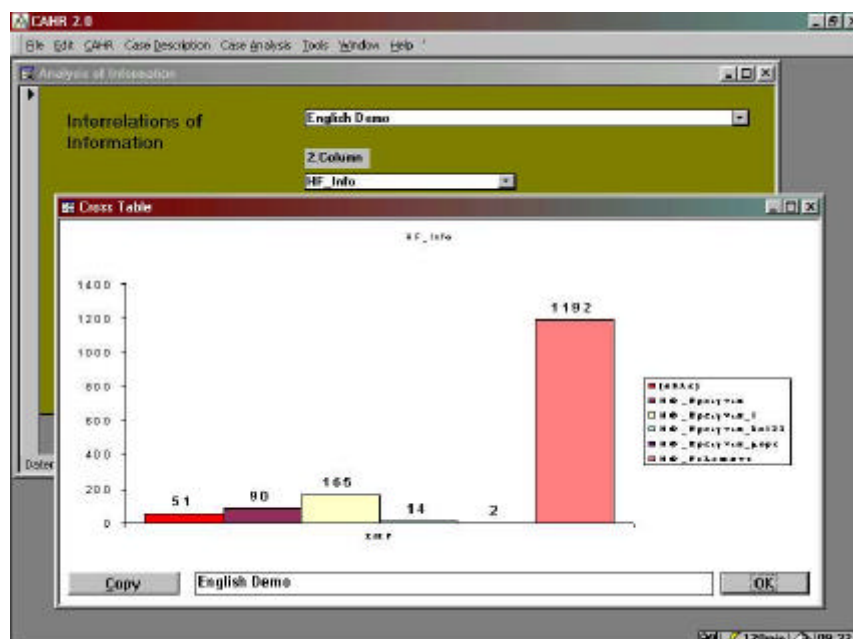 CAHR 2.0
File Edit CAHR Case Description Case Analysis Tools Window Help
Analysis of Information
Interrelations of
Information
English Demo
2.Column
HF_Info
Cross Table
HF_Info
1400
1200
1000
800
600
400
200
0
51
90
165
14
2
1192
Copy
English Demo
OK